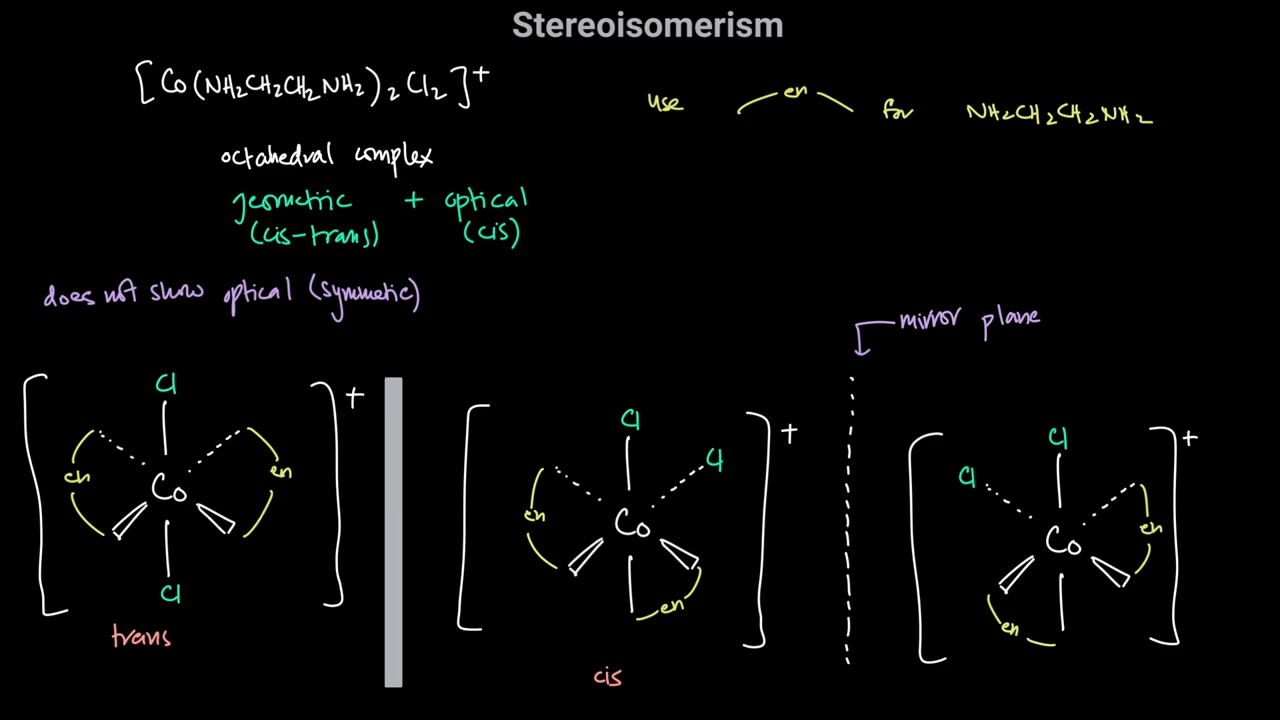 Stereoisomerism
[Co(NH₂CH₂CH₂NH₂)₂Cl₂]⁺
use en for NH₂CH₂CH₂NH₂
octahedral complex
geometric + optical
(cis-trans) (cis)
does not show optical (symmetric)
mirror plane
Cl
en Co en
Cl
+
trans
Cl
Cl
en Co
en
+
cis
Cl
Cl
Co en
en
+